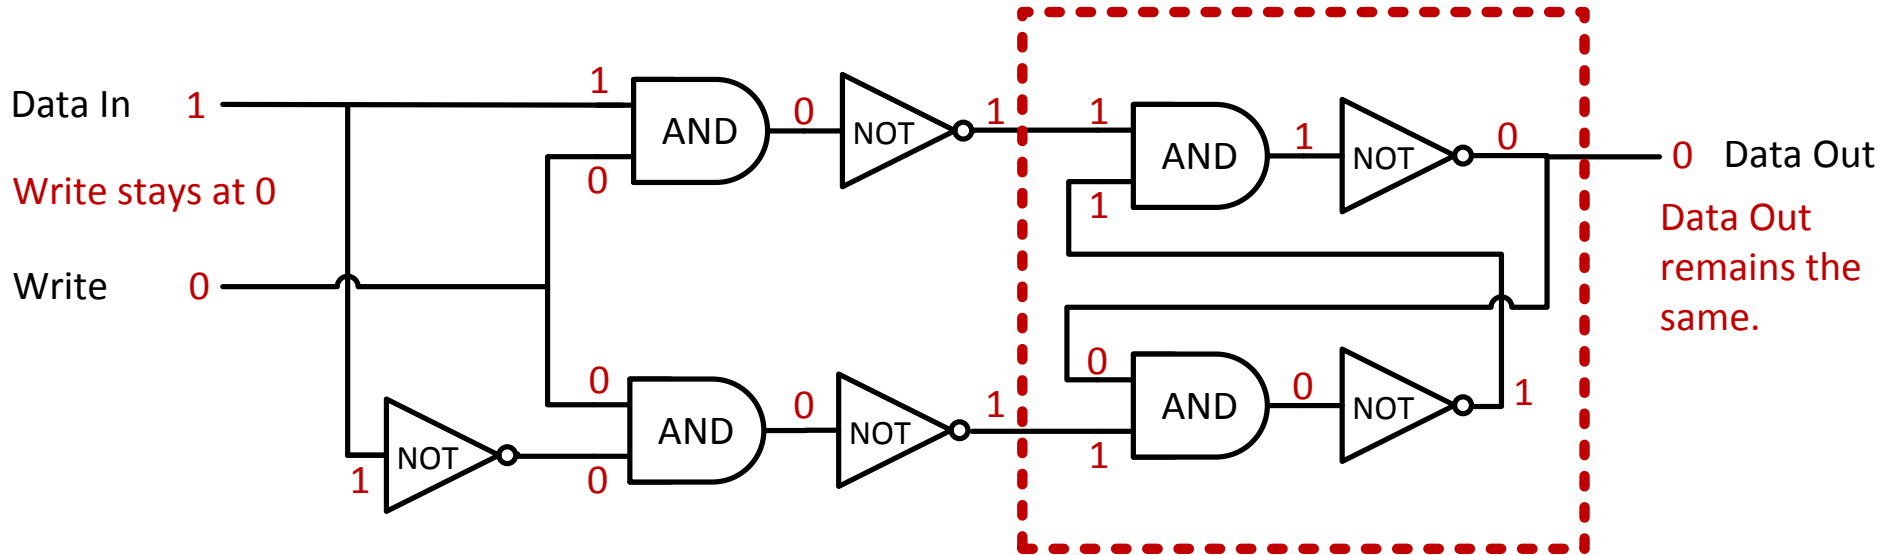 1
Data In 1
AND 0 NOT 1 1
0
AND 1 NOT 0 0 Data Out
1
Write stays at 0
Data Out
remains the
same.
Write 0
0
AND 0 NOT 1
0
1 NOT
0
AND 0 NOT 1
1